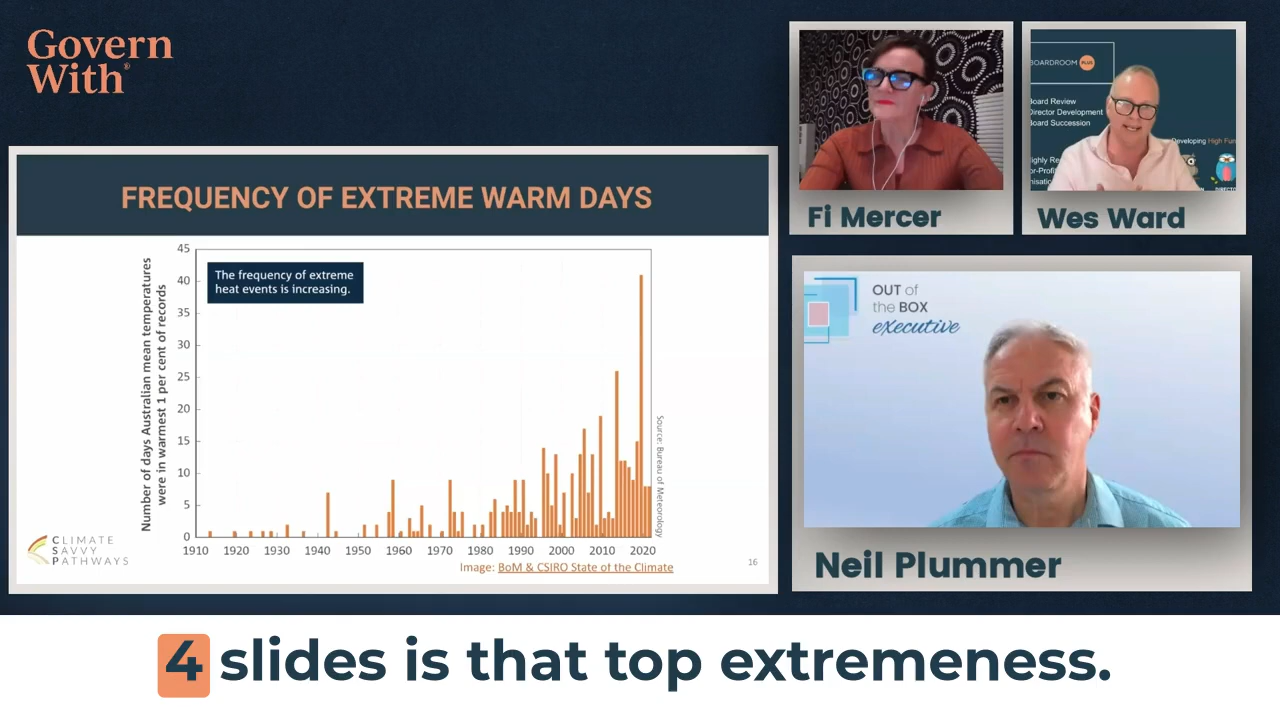 Govern
With®
FREQUENCY OF EXTREME WARM DAYS
The frequency of extreme
heat events is increasing.
Number of days Australian mean temperatures
were in warmest 1 per cent of records
45
40
35
30
25
20
15
10
5
0
1910 1920 1930 1940 1950 1960 1970 1980 1990 2000 2010 2020
Source: Bureau of Meteorology
Image: BoM & CSIRO State of the Climate
16
CLIMATE
SAVVY
PATHWAYS
Fi Mercer
BOARDROOM PLUS
Board Review
Director Development
Board Succession
Developing High
Wes Ward
OUT of
the BOX
executive
Neil Plummer
4 slides is that top extremeness.